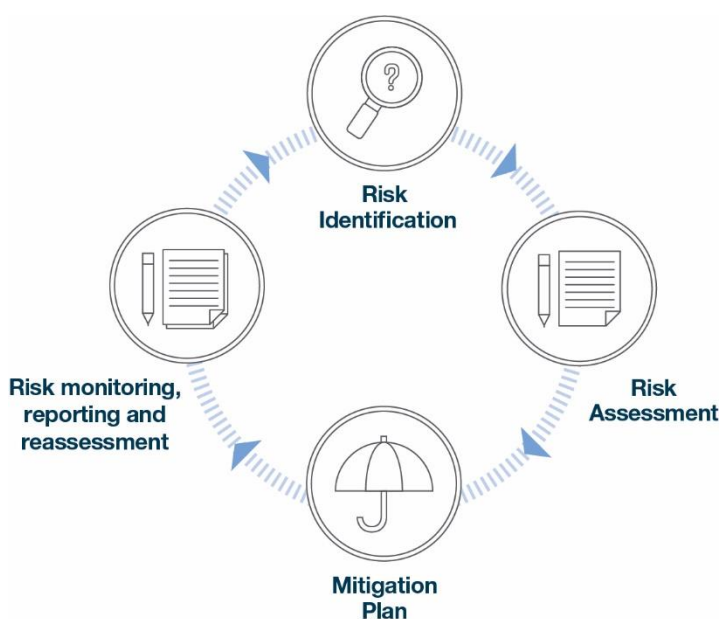 ?
Risk
Identification
Risk
Assessment
Mitigation
Plan
Risk monitoring,
reporting and
reassessment